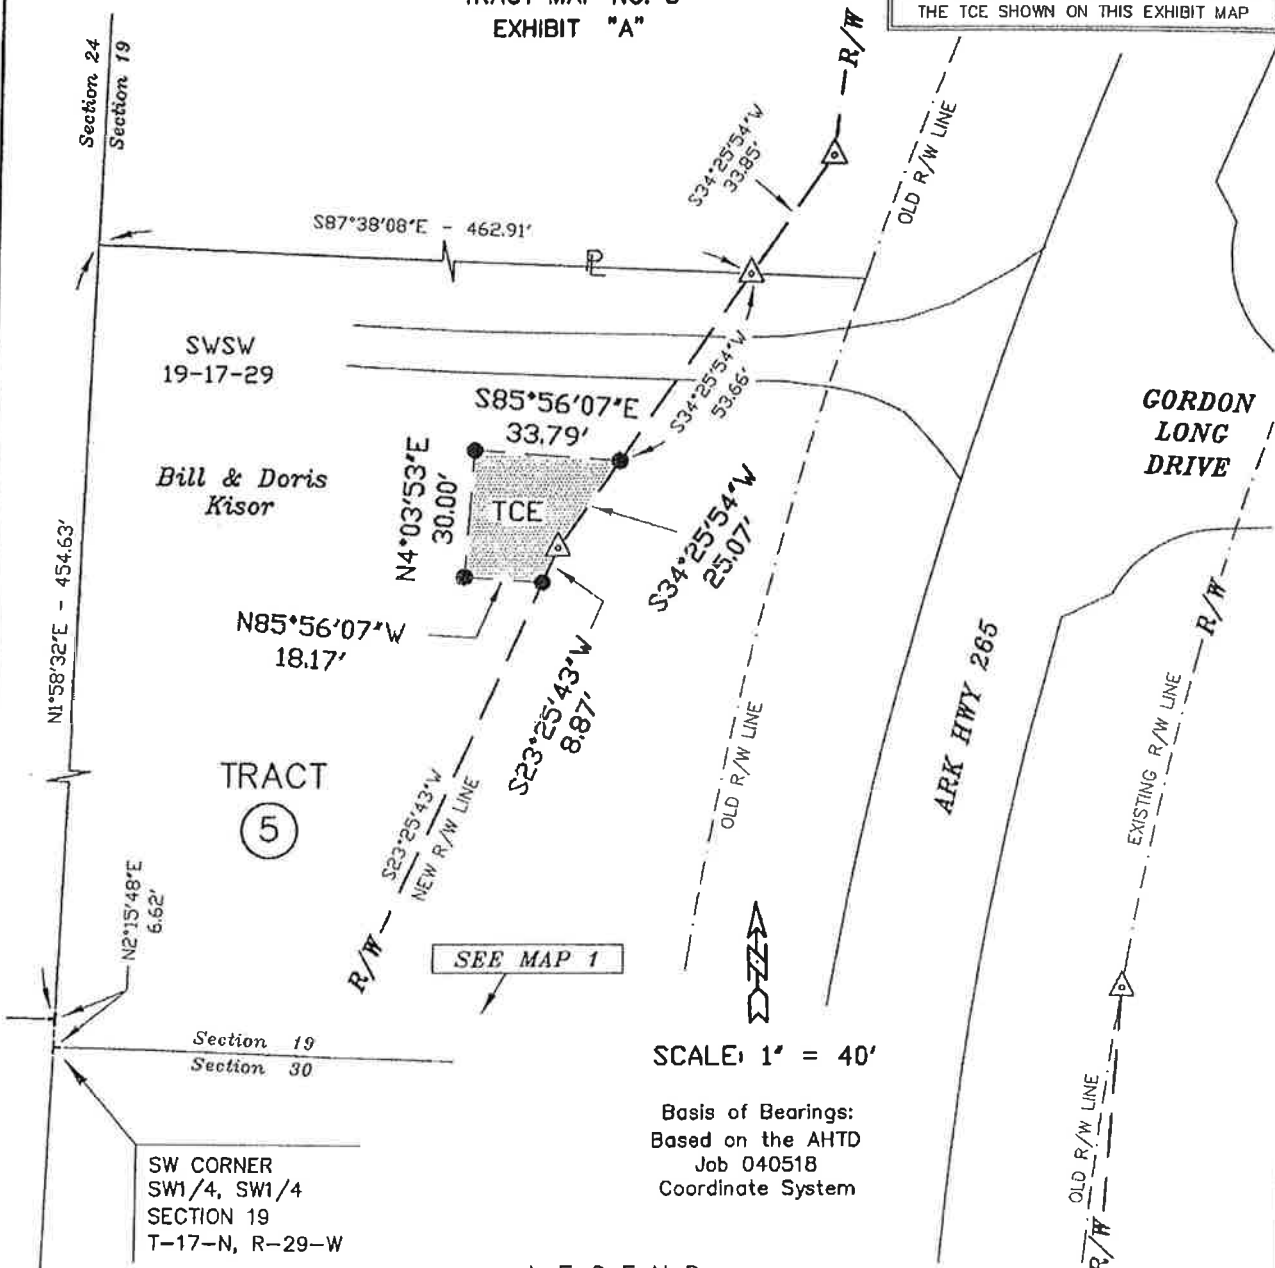 EXHIBIT "A"
THE TCE SHOWN ON THIS EXHIBIT MAP
Section 24
Section 19
R/W
S34°25'54"W
33.85'
OLD R/W LINE
S87°38'08"E - 462.91'
PL
SWSW
19-17-29
S34°25'54"W
53.66'
S85°56'07"E
33.79'
GORDON
LONG
DRIVE
Bill & Doris
Kisor
N4°03'53"E
30.00'
TCE
S34°25'54"W
25.07'
N1°58'32"E - 454.63'
N85°56'07"W
18.17'
S23°25'43"W
8.87'
R/W
ARK HWY 265
EXISTING R/W LINE
OLD R/W LINE
TRACT
5
S23°25'43"W
NEW R/W LINE
N2°15'48"E
6.62'
R/W
SEE MAP 1
N
Section 19
Section 30
SCALE: 1" = 40'
Basis of Bearings:
Based on the AHTD
Job 040518
Coordinate System
OLD R/W LINE
R/W
SW CORNER
SW1/4, SW1/4
SECTION 19
T-17-N, R-29-W